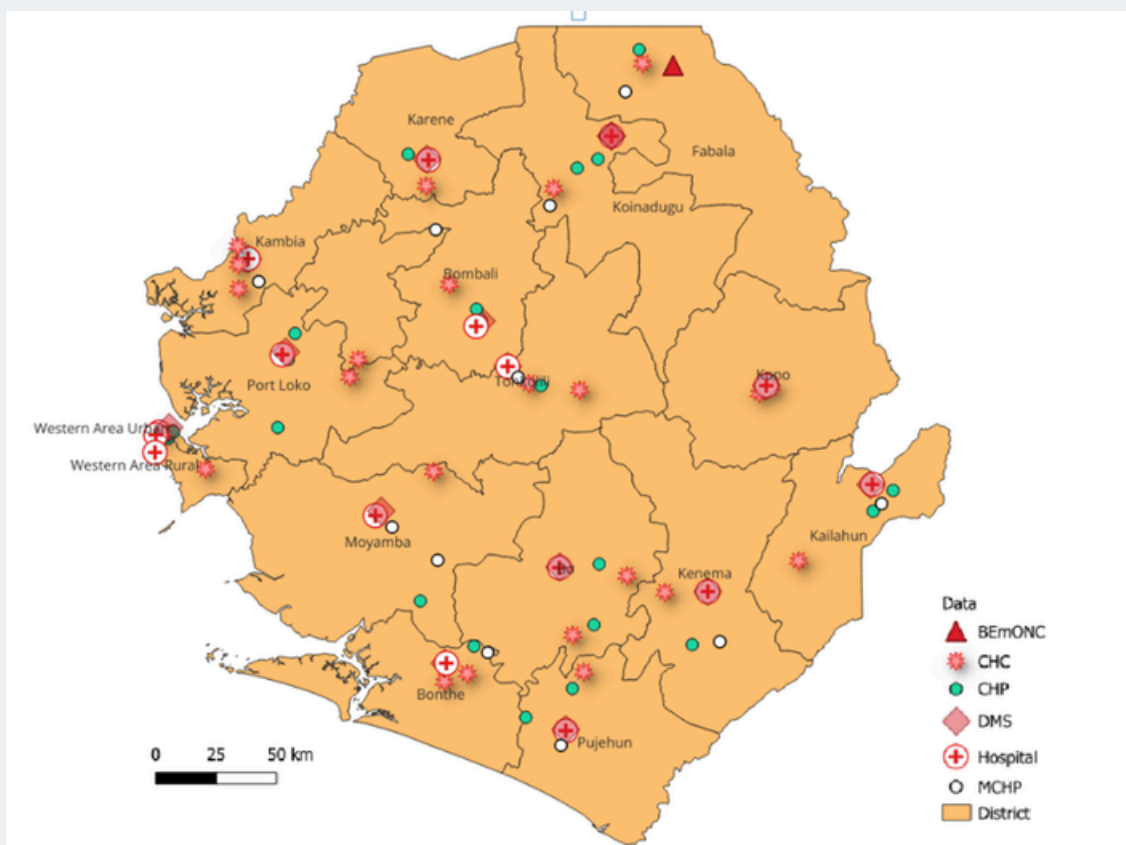 Karene
Fabala
Koinadugu
Kambia
Bombali
Port Loko
Tonkolili
Kono
Western Area Urban
Western Area Rural
Moyamba
Kailahun
Bo
Kenema
Bonthe
Pujehun
0 25 50 km
Data
BEmONC
CHC
CHP
DMS
Hospital
MCHP
District